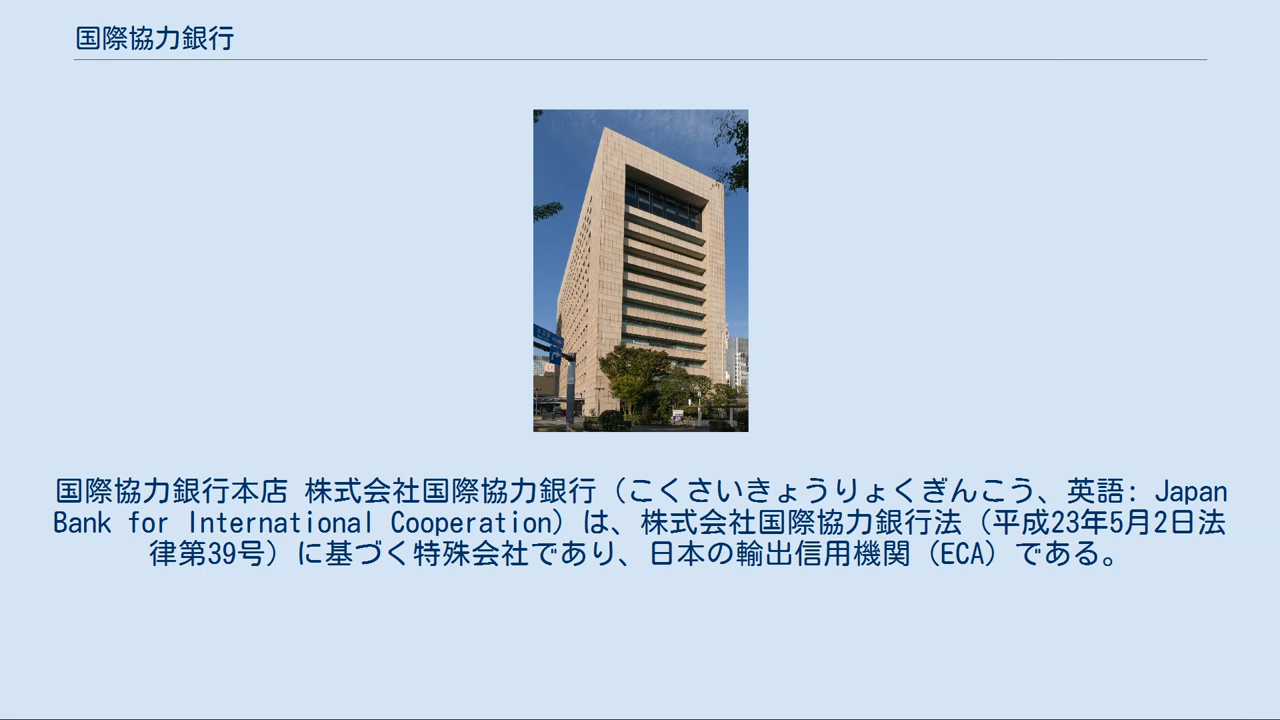 国際協力銀行
国際協力銀行本店 株式会社国際協力銀行（こくさいきょうりょくぎんこう、英語: Japan
Bank for International Cooperation）は、株式会社国際協力銀行法（平成23年5月2日法
律第39号）に基づく特殊会社であり、日本の輸出信用機関（ECA）である。